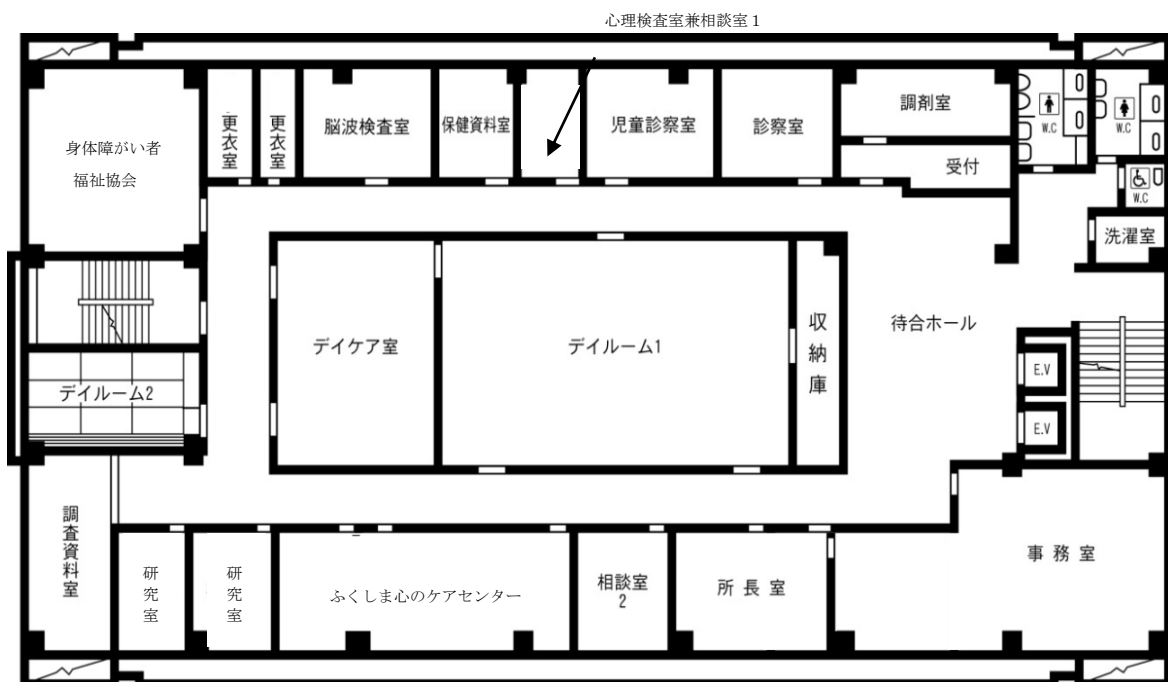 心理検査室兼相談室1
身体障がい者
福祉協会
更衣室
更衣室
脳波検査室
保健資料室
児童診察室
診察室
調剤室
受付
W.C
W.C
W.C
洗濯室
デイケア室
デイルーム1
収納庫
待合ホール
デイルーム2
E.V
E.V
調査資料室
研究室
研究室
ふくしま心のケアセンター
相談室
2
所長室
事務室